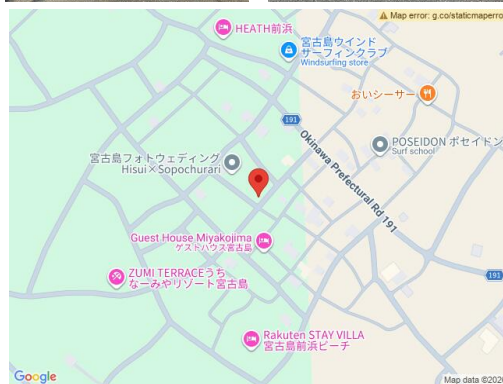 Map error: g.co/staticmaperro
HEATH前浜
宮古島ウインド
サーフィンクラブ
Windsurfing store
おいシーサー
191
Okinawa Prefectural Rd 191
POSEIDON ポセイドン
Surf school
宮古島フォトウェディング
Hisui×Sopochurari
Guest House Miyakojima
ゲストハウス宮古島
ZUMI TERRACEうち
なーみやリゾート宮古島
191
Rakuten STAY VILLA
宮古島前浜ビーチ
Google
Map data ©202